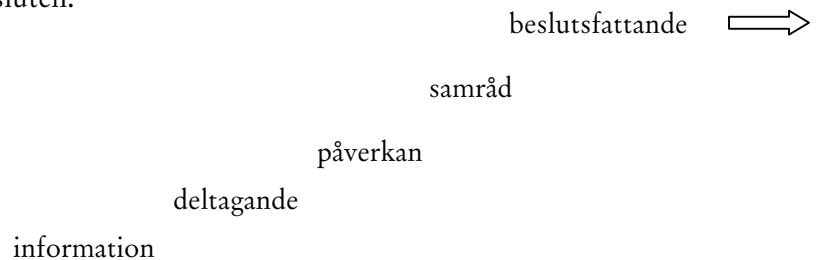 beslutsfattande
samråd
påverkan
deltagande
information